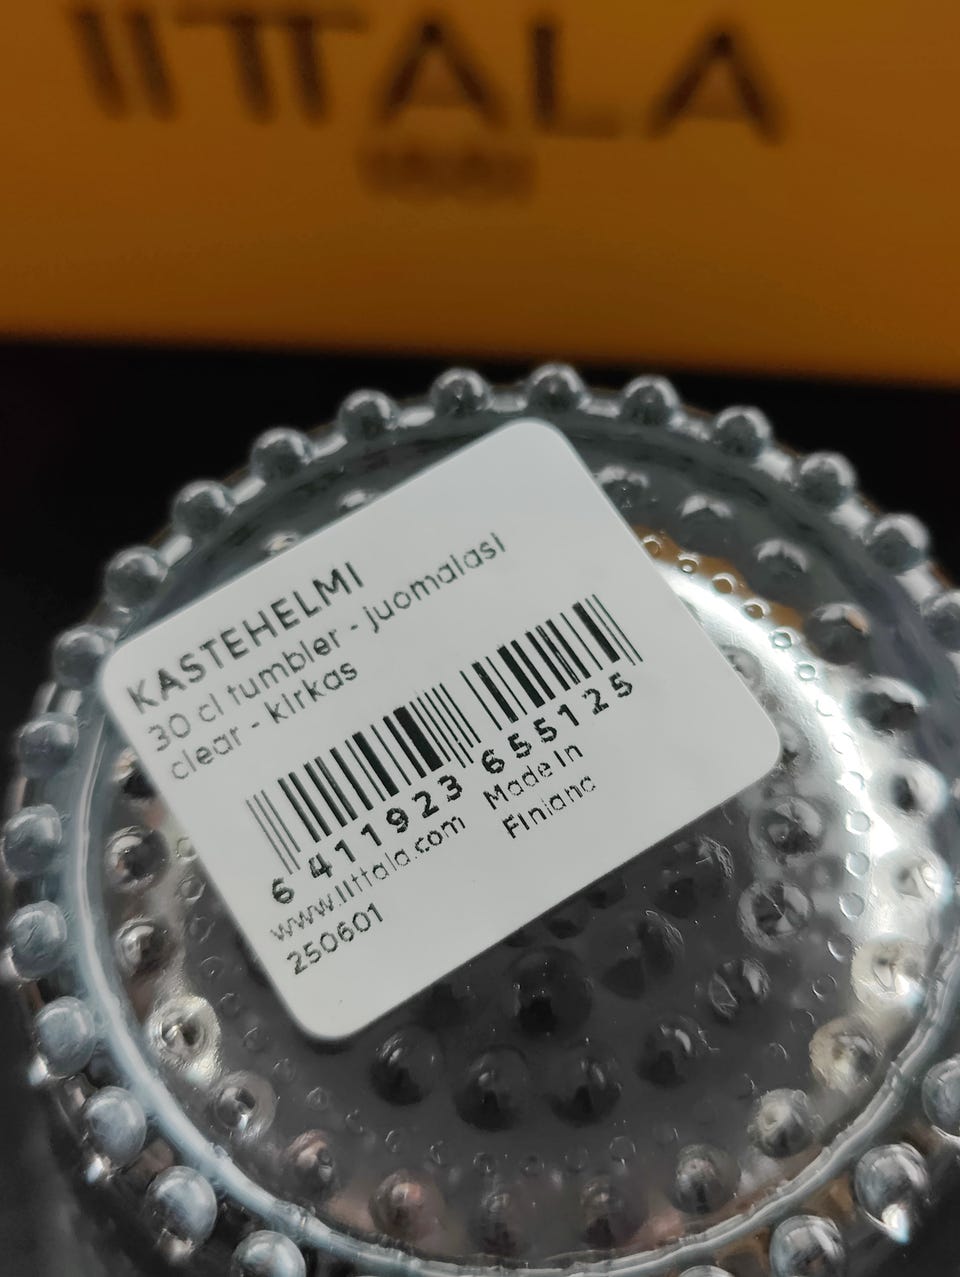 IITTALA
KASTEHELMI
30 cl tumbler - juomalasi
clear - kirkas
6 411923 655125
www.iittala.com
Made in
Finland
250601